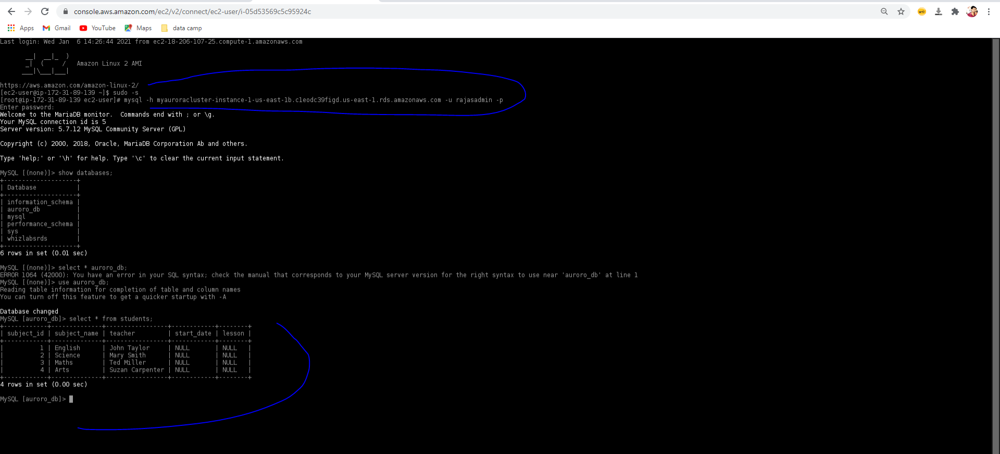 console.aws.amazon.com/ec2/v2/connect/ec2-user/i-05d53569c5c95924c
Apps Gmail YouTube Maps data camp
Last login: Wed Jan  6 14:26:44 2021 from ec2-18-206-107-25.compute-1.amazonaws.com
       __|  __|_  )
       _|  (     /   Amazon Linux 2 AMI
      ___|\___|___|
https://aws.amazon.com/amazon-linux-2/
[ec2-user@ip-172-31-89-139 ~]$ sudo -s
[root@ip-172-31-89-139 ec2-user]# mysql -h myauroracluster-instance-1-us-east-1b.c1eodc39figd.us-east-1.rds.amazonaws.com -u rajasadmin -p
Enter password:
Welcome to the MariaDB monitor.  Commands end with ; or \g.
Your MySQL connection id is 5
Server version: 5.7.12 MySQL Community Server (GPL)
Copyright (c) 2000, 2018, Oracle, MariaDB Corporation Ab and others.
Type 'help;' or '\h' for help. Type '\c' to clear the current input statement.
MySQL [(none)]> show databases;
+--------------------+
| Database           |
+--------------------+
| information_schema |
| auroro_db          |
| mysql              |
| performance_schema |
| sys                |
| whizlabsrds        |
+--------------------+
6 rows in set (0.01 sec)
MySQL [(none)]> select * auroro_db;
ERROR 1064 (42000): You have an error in your SQL syntax; check the manual that corresponds to your MySQL server version for the right syntax to use near 'auroro_db' at line 1
MySQL [(none)]> use auroro_db;
Reading table information for completion of table and column names
You can turn off this feature to get a quicker startup with -A
Database changed
MySQL [auroro_db]> select * from students;
+------------+--------------+-----------------+------------+--------+
| subject_id | subject_name | teacher         | start_date | lesson |
+------------+--------------+-----------------+------------+--------+
|          1 | English      | John Taylor     | NULL       | NULL   |
|          2 | Science      | Mary Smith      | NULL       | NULL   |
|          3 | Maths        | Ted Miller      | NULL       | NULL   |
|          4 | Arts         | Suzan Carpenter | NULL       | NULL   |
+------------+--------------+-----------------+------------+--------+
4 rows in set (0.00 sec)
MySQL [auroro_db]>